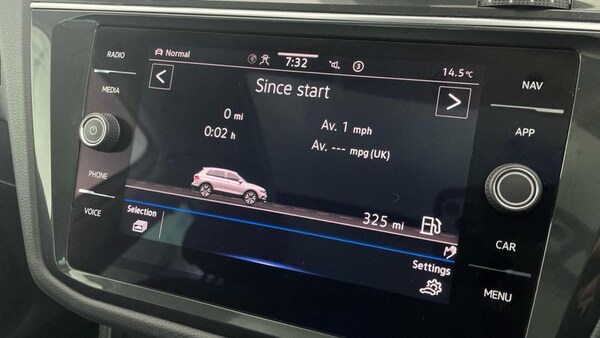 RADIO
MEDIA
PHONE
VOICE
Normal
7:32
3
14.5°C
Since start
0 mi
0:02 h
Av. 1 mph
Av. --- mpg (UK)
325 mi
Selection
Settings
NAV
APP
CAR
MENU